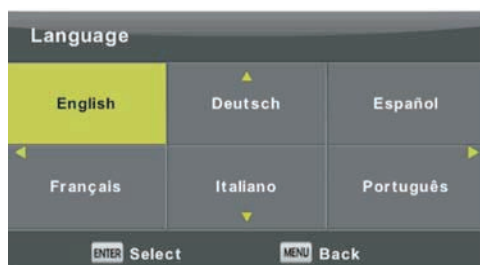 Language
English Deutsch Español
Français Italiano Português
ENTER Select MENU Back